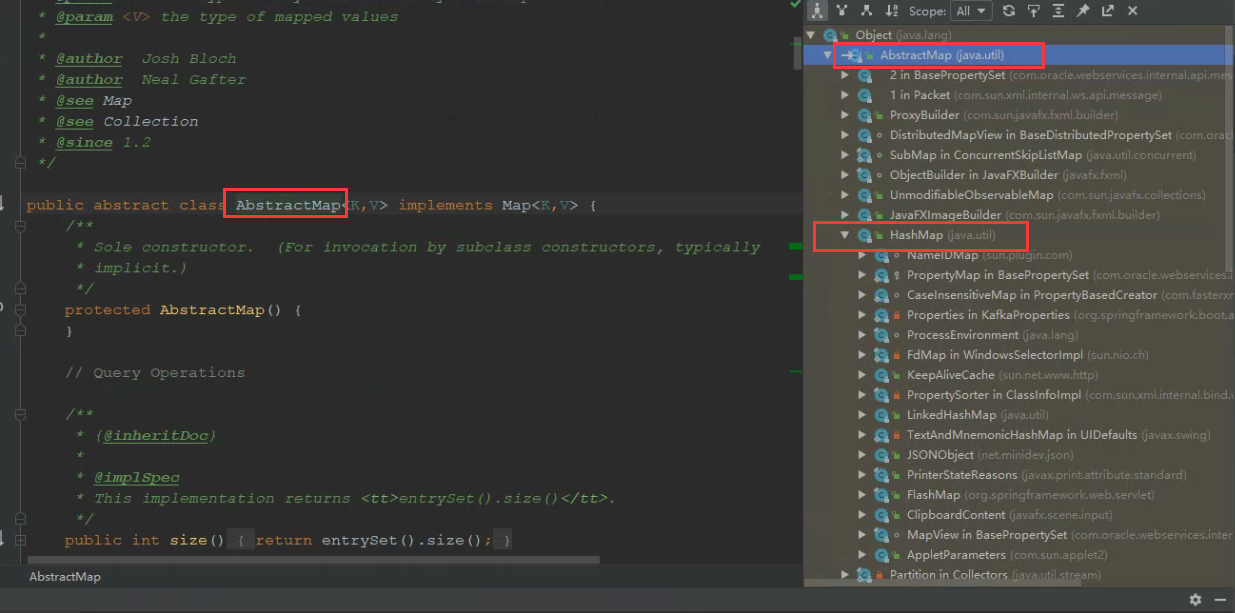 * @param <V> the type of mapped values
*
* @author Josh Bloch
* @author Neal Gafter
* @see Map
* @see Collection
* @since 1.2
*/
public abstract class AbstractMap<K,V> implements Map<K,V> {
/**
* Sole constructor. (For invocation by subclass constructors, typically
* implicit.)
*/
protected AbstractMap() {
}
// Query Operations
/**
* {@inheritDoc}
*
* @implSpec
* This implementation returns <tt>entrySet().size()</tt>.
*/
public int size() { return entrySet().size(); }
AbstractMap
Scope: All
Object (java.lang)
AbstractMap (java.util)
2 in BasePropertySet (com.oracle.webservices.internal.api.mes
1 in Packet (com.sun.xml.internal.ws.api.message)
ProxyBuilder (com.sun.javafx.fxml.builder)
DistributedMapView in BaseDistributedPropertySet (com.orac
SubMap in ConcurrentSkipListMap (java.util.concurrent)
ObjectBuilder in JavaFXBuilder (javafx.fxml)
UnmodifiableObservableMap (com.sun.javafx.collections)
JavaFXImageBuilder (com.sun.javafx.fxml.builder)
HashMap (java.util)
NameIDMap (sun.plugin.com)
PropertyMap in BasePropertySet (com.oracle.webservices.i
CaseInsensitiveMap in PropertyBasedCreator (com.fasterxr
Properties in KafkaProperties (org.springframework.boot.a
ProcessEnvironment (java.lang)
FdMap in WindowsSelectorImpl (sun.nio.ch)
KeepAliveCache (sun.net.www.http)
PropertySorter in ClassInfoImpl (com.sun.xml.internal.bind.v
LinkedHashMap (java.util)
TextAndMnemonicHashMap in UIDefaults (javax.swing)
JSONObject (net.minidev.json)
PrinterStateReasons (javax.print.attribute.standard)
FlashMap (org.springframework.web.servlet)
ClipboardContent (javafx.scene.input)
MapView in BasePropertySet (com.oracle.webservices.inter
AppletParameters (com.sun.applet2)
Partition in Collectors (java.util.stream)